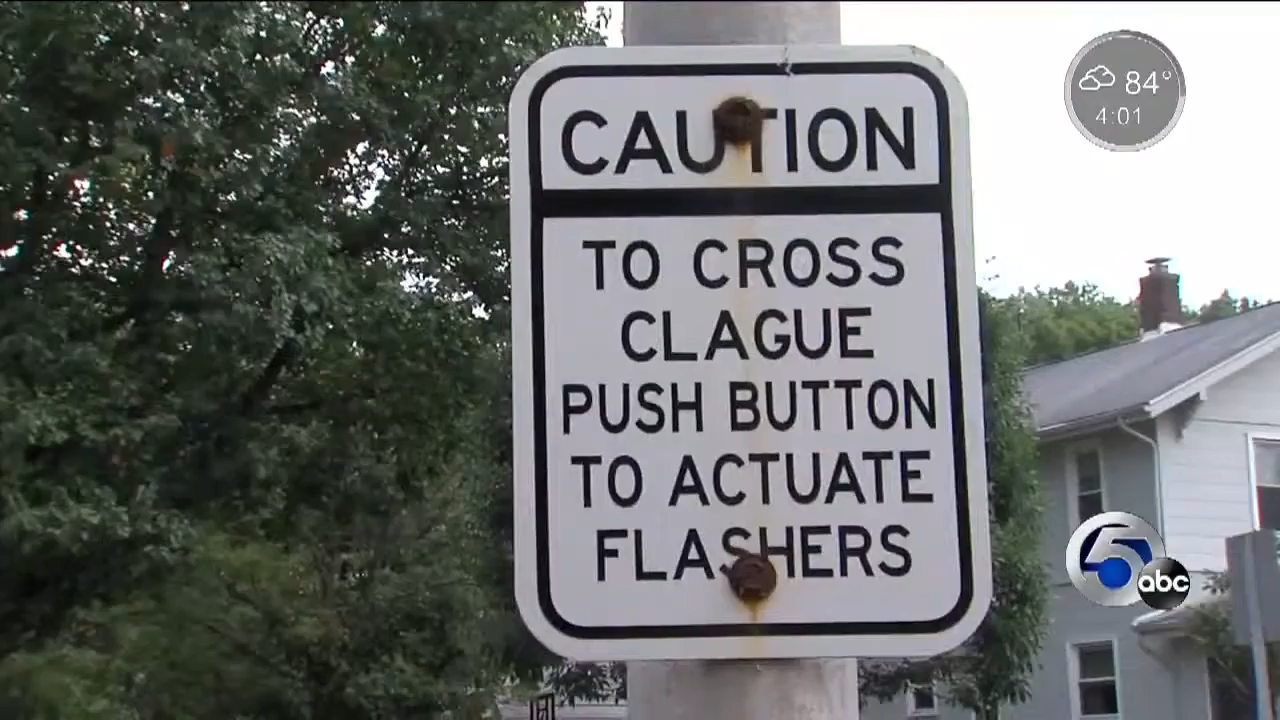 CAUTION
TO CROSS
CLAGUE
PUSH BUTTON
TO ACTUATE
FLASHERS
84°
4:01
5
abc